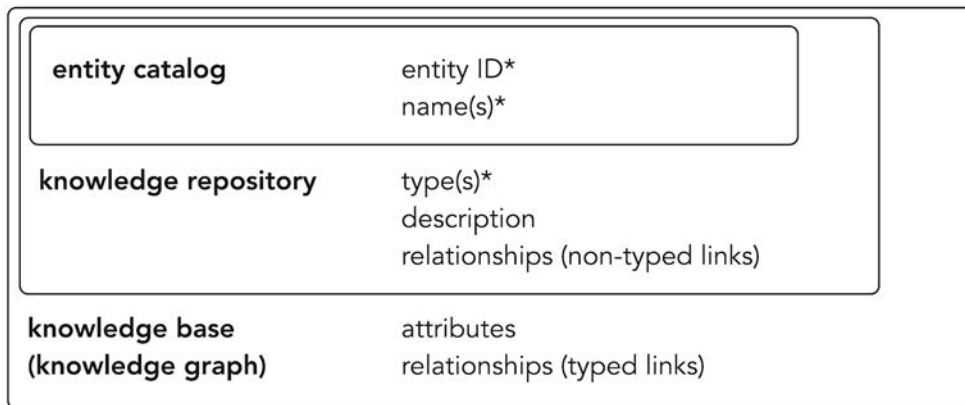 entity catalog entity ID*
name(s)*
knowledge repository type(s)*
description
relationships (non-typed links)
knowledge base attributes
(knowledge graph) relationships (typed links)